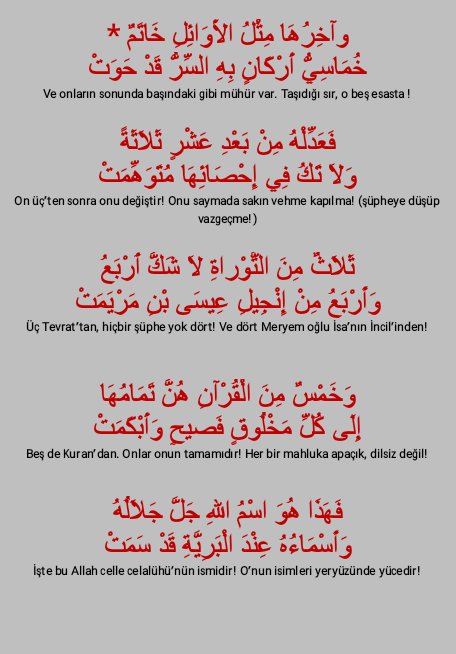 وَآخِرُهَا مِثْلُ الأَوَائِلِ خَاتَمٌ *
خُمَاسِيُّ اَرْكَانٍ بِهِ السِّرُّ قَدْ حَوَتْ
Ve onların sonunda başındaki gibi mühür var. Taşıdığı sır, o beş esasta !
فَعَدِّلْهُ مِنْ بَعْدِ عَشْرٍ ثَلَاثَةً
وَلَا تَكُ فِي إِحْصَائِهَا مُتَوَهِّمَتْ
On üç’ten sonra onu değiştir! Onu saymada sakın vehme kapılma! (şüpheye düşüp
vazgeçme!)
ثَلَاثٌ مِنَ التَّوْرَاةِ لَا شَكَّ اَرْبَعُ
وَاَرْبَعُ مِنْ إِنْجِيلِ عِيسَى بْنِ مَرْيَمَتْ
Üç Tevrat’tan, hiçbir şüphe yok dört! Ve dört Meryem oğlu İsa’nın İncil’inden!
وَخَمْسٌ مِنَ الْقُرْآنِ هُنَّ تَمَامُهَا
إِلَى كُلِّ مَخْلُوقٍ فَصيحٍ وَاَبْكَمَتْ
Beş de Kuran’dan. Onlar onun tamamıdır! Her bir mahluka apaçık, dilsiz değil!
فَهَذَا هُوَ اسْمُ اللهِ جَلَّ جَلَالُهُ
وَاَسْمَاءُهُ عِنْدَ الْبَرِيَّةِ قَدْ سَمَتْ
İşte bu Allah celle celalühü’nün ismidir! O’nun isimleri yeryüzünde yücedir!